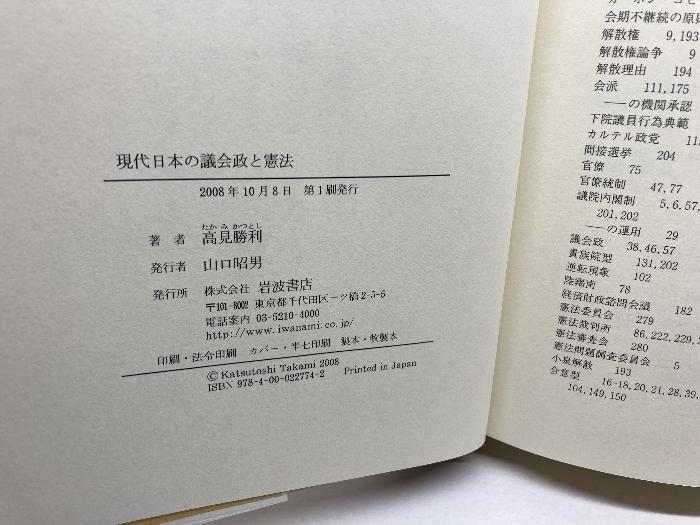 現代日本の議会政と憲法
2008年10月8日 第1刷発行
たかみかつとし
著者 高見勝利
発行者 山口昭男
発行所 株式会社 岩波書店
〒101-8002 東京都千代田区一ツ橋2-5-5
電話案内 03-5210-4000
http://www.iwanami.co.jp/
印刷・法令印刷 カバー・半七印刷 製本・牧製本
© Katsutoshi Takami 2008
ISBN 978-4-00-022774-2 Printed in Japan
会期不継続の原則
解散権 9, 193
解散権論争 9
解散理由 194
会派 111, 175
——の機関承認
下院議員行為典範
カルテル政党
間接選挙 204
官僚 75
官僚統制 47, 77
議院内閣制 5, 6, 57,
201, 202
——の運用 29
議会政 38, 46, 57
貴族院型 131, 202
逆転現象 102
陸羯南 78
経済財政諮問会議 182
憲法委員会 279
憲法裁判所 86, 222, 229,
憲法審査会 280
憲法問題調査委員会 5
小泉解散 193
合意型 16-18, 20, 21, 28, 39,
104, 149, 150